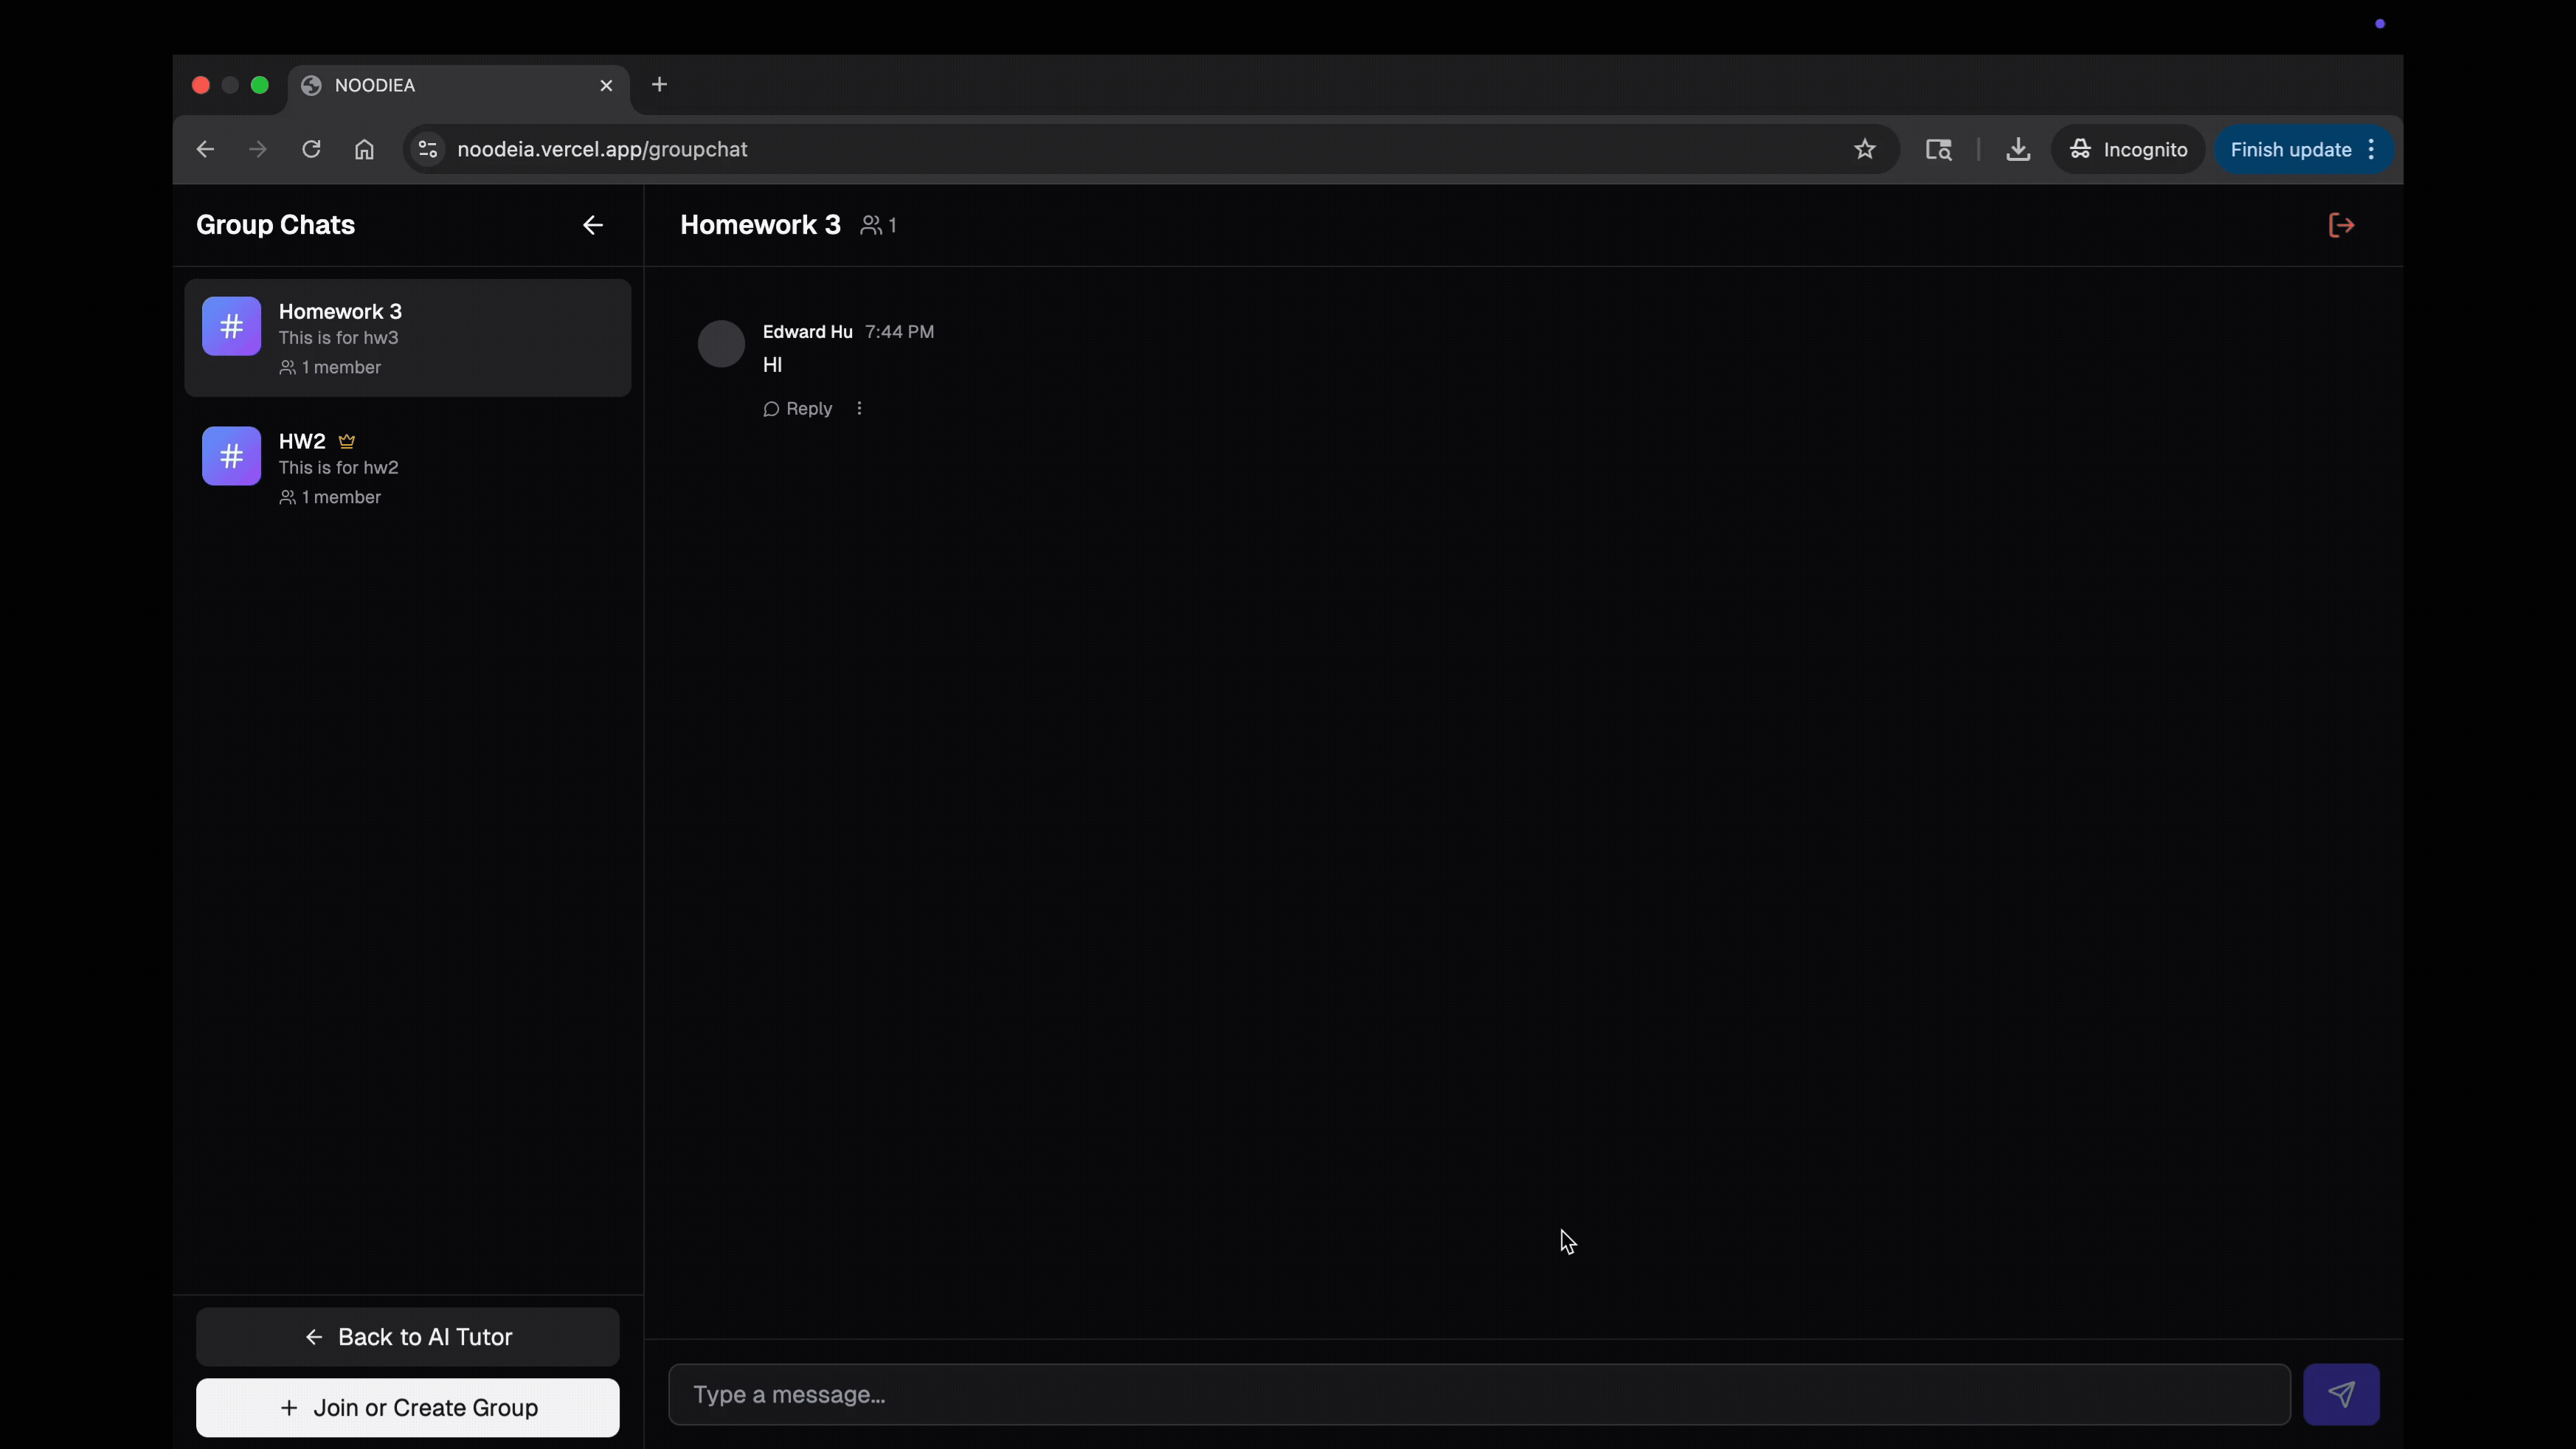 NOODIEA
noodeia.vercel.app/groupchat
Incognito
Finish update
Group Chats
Homework 3
This is for hw3
1 member
HW2
This is for hw2
1 member
Back to AI Tutor
Join or Create Group
Homework 3 1
Edward Hu 7:44 PM
HI
Reply
Type a message...